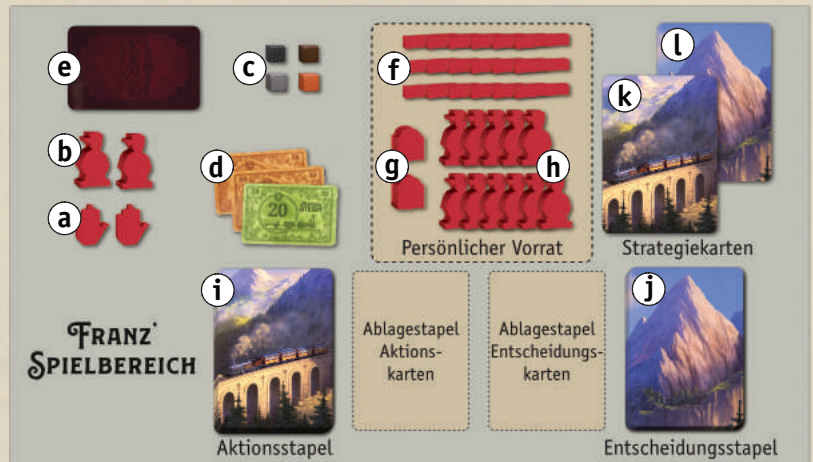 e
c
f
l
k
b
d
g
h
a
20
Persönlicher Vorrat
Strategiekarten
i
j
FRANZ'
SPIELBEREICH
Ablagestapel
Aktions-
karten
Ablagestapel
Entscheidungs-
karten
Aktionsstapel
Entscheidungsstapel